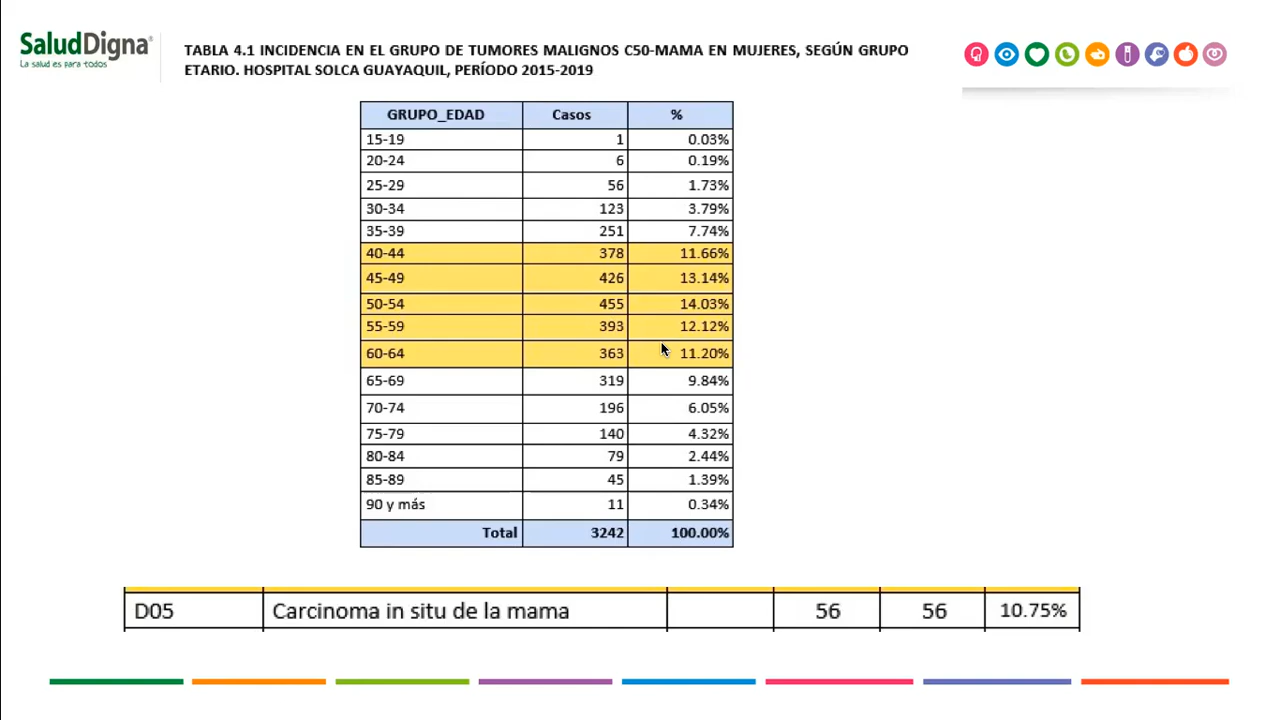 SaludDigna®
La salud es para todos
TABLA 4.1 INCIDENCIA EN EL GRUPO DE TUMORES MALIGNOS C50-MAMA EN MUJERES, SEGÚN GRUPO
ETARIO. HOSPITAL SOLCA GUAYAQUIL, PERÍODO 2015-2019
GRUPO_EDAD Casos %
15-19 1 0.03%
20-24 6 0.19%
25-29 56 1.73%
30-34 123 3.79%
35-39 251 7.74%
40-44 378 11.66%
45-49 426 13.14%
50-54 455 14.03%
55-59 393 12.12%
60-64 363 11.20%
65-69 319 9.84%
70-74 196 6.05%
75-79 140 4.32%
80-84 79 2.44%
85-89 45 1.39%
90 y más 11 0.34%
Total 3242 100.00%
D05 Carcinoma in situ de la mama 56 56 10.75%